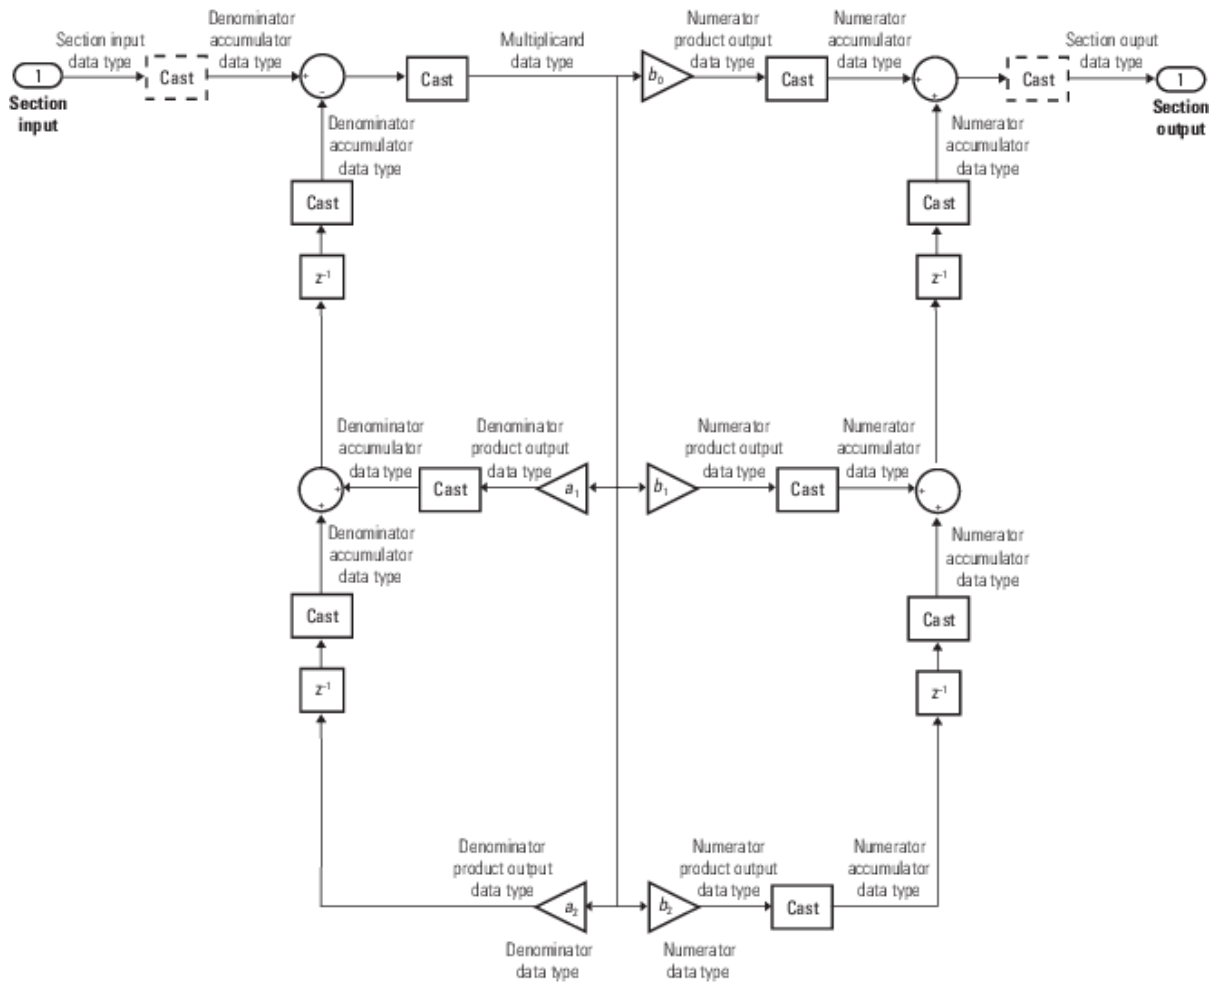 Section input
data type
Denominator
accumulator
data type
Multiplicand
data type
Numerator
product output
data type
Numerator
accumulator
data type
Section ouput
data type
1
Section
input
Cast
+
-
Cast
b0
Cast
+
+
Cast
1
Section
output
Denominator
accumulator
data type
Numerator
accumulator
data type
Cast
Cast
z-1
z-1
Denominator
accumulator
data type
Denominator
product output
data type
Numerator
product output
data type
Numerator
accumulator
data type
+
+
Cast
a1
b1
Cast
+
+
Denominator
accumulator
data type
Numerator
accumulator
data type
Cast
Cast
z-1
z-1
Denominator
product output
data type
Numerator
product output
data type
Numerator
accumulator
data type
a2
b2
Cast
Denominator
data type
Numerator
data type